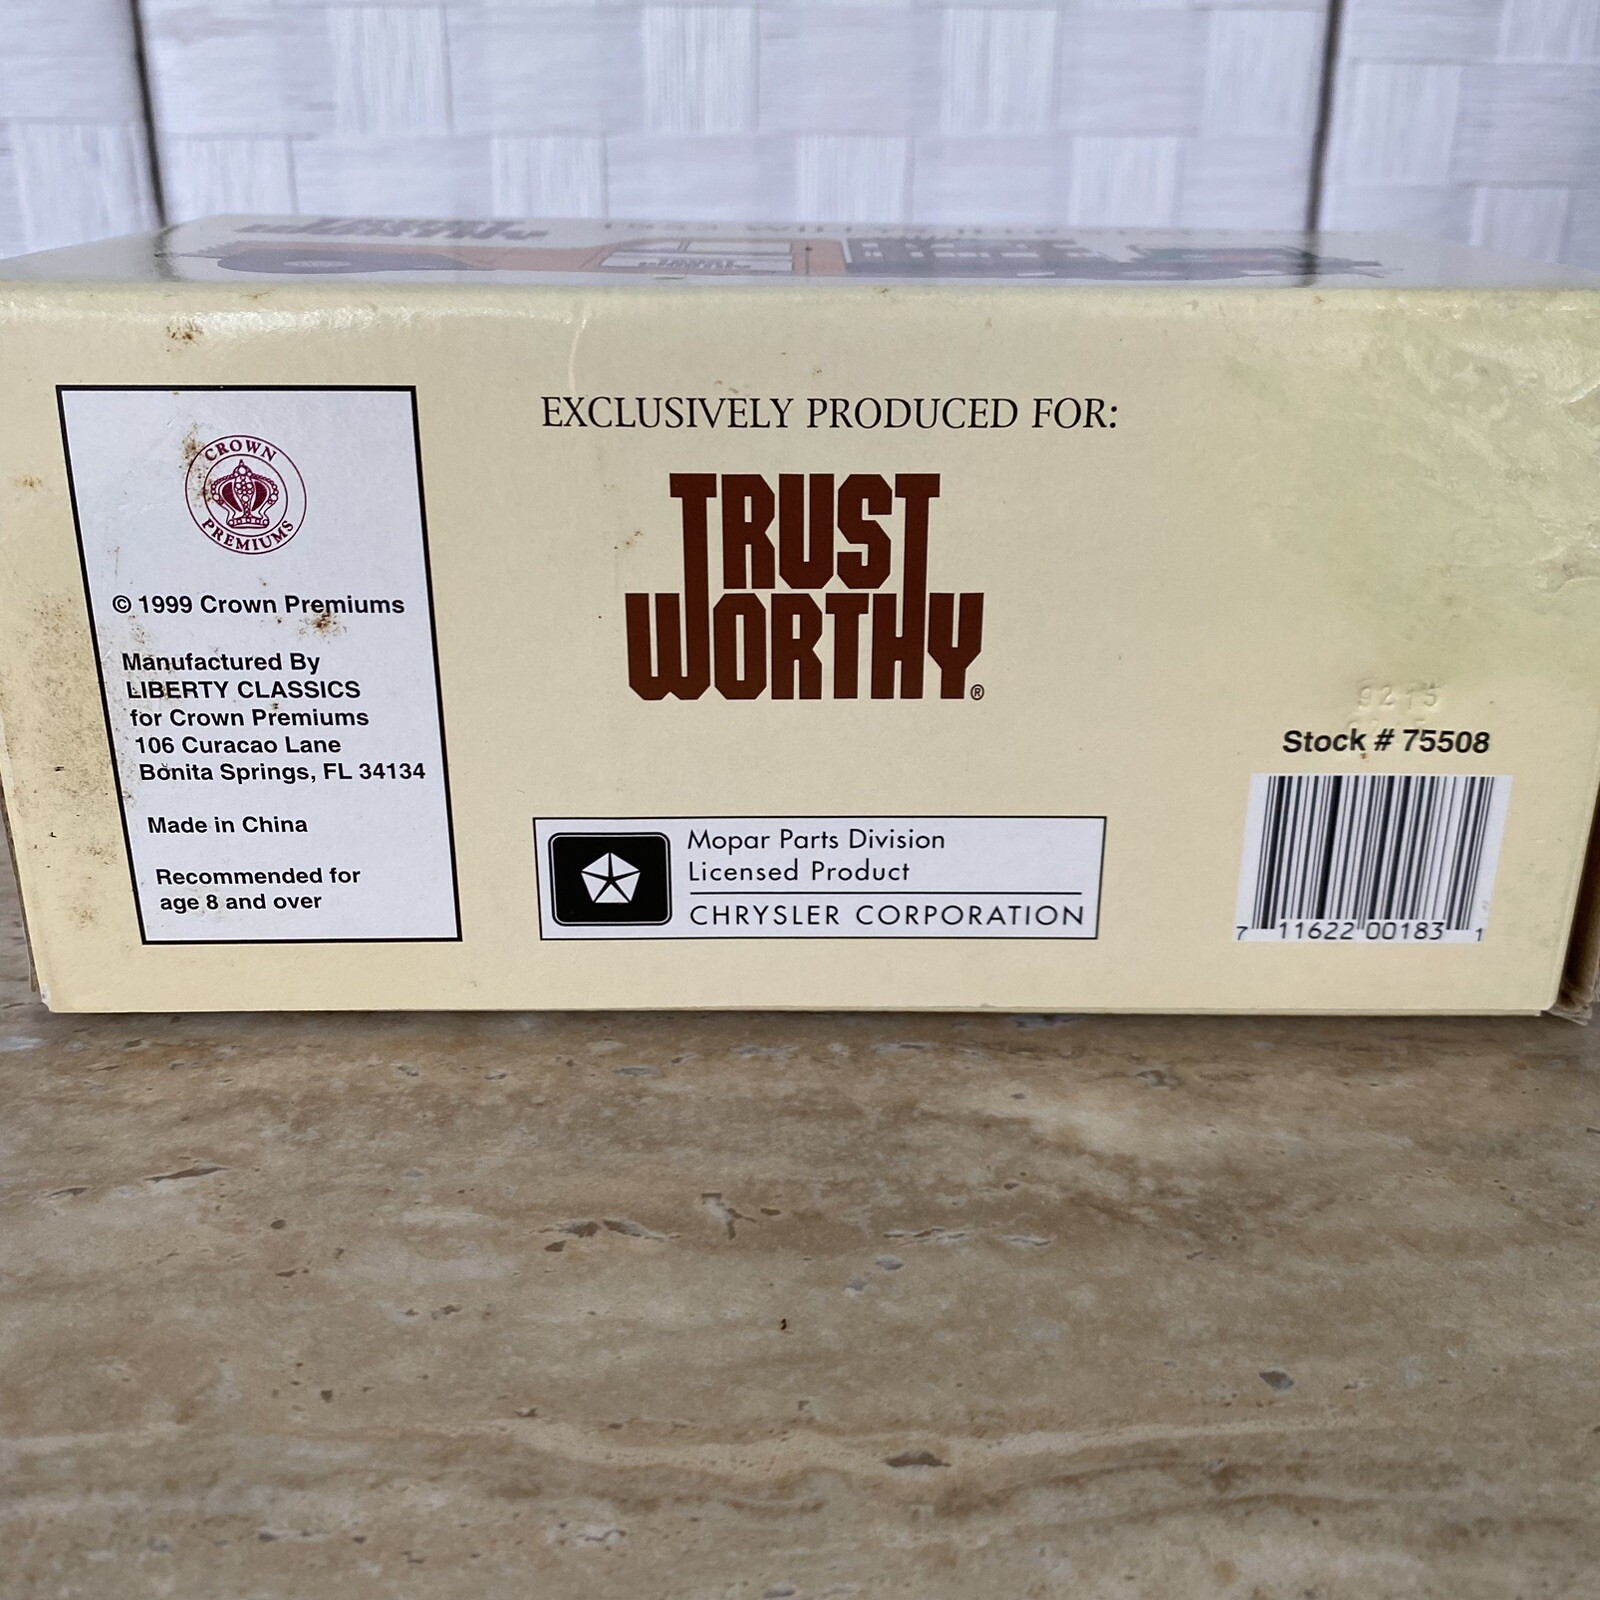 CROWN
PREMIUMS
© 1999 Crown Premiums
Manufactured By
LIBERTY CLASSICS
for Crown Premiums
106 Curacao Lane
Bonita Springs, FL 34134
Made in China
Recommended for
age 8 and over
EXCLUSIVELY PRODUCED FOR:
TRUST
WORTHY®
Mopar Parts Division
Licensed Product
CHRYSLER CORPORATION
9215
Stock # 75508
7 11622 00183 1